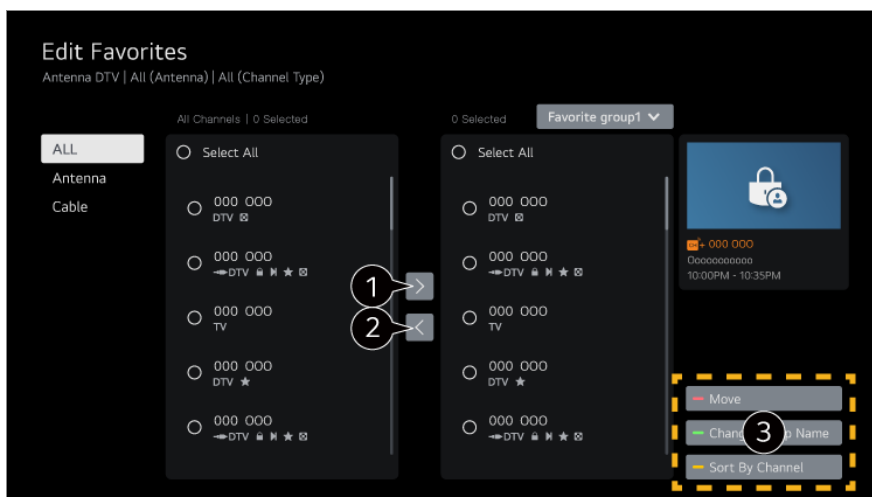 Edit Favorites
Antenna DTV | All (Antenna) | All (Channel Type)
All Channels | 0 Selected
0 Selected
Favorite group1
ALL
Antenna
Cable
Select All
000 000
DTV
000 000
DTV
000 000
TV
000 000
DTV
000 000
DTV
1
2
Select All
000 000
DTV
000 000
DTV
000 000
TV
000 000
DTV
000 000
DTV
000 000
Oooooooooo
10:00PM - 10:35PM
Move
3
Name
Sort By Channel